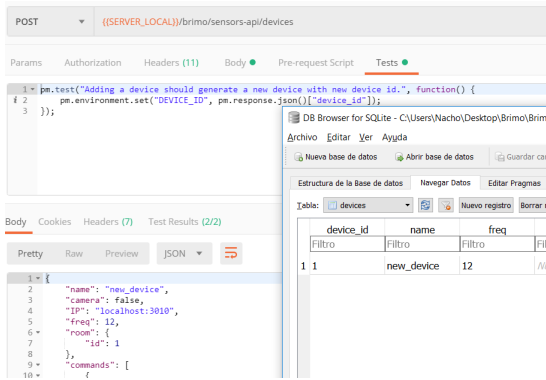 POST {{SERVER_LOCAL}}/brimo/sensors-api/devices
Params Authorization Headers (11) Body Pre-request Script Tests
1 pm.test("Adding a device should generate a new device with new device id.", function() {
i 2 pm.environment.set("DEVICE_ID", pm.response.json()["device_id"]);
3 });
DB Browser for SQLite - C:\Users\Nacho\Desktop\Brimo\Brim
Archivo Editar Ver Ayuda
Nueva base de datos Abrir base de datos Guardar ca
Estructura de la Base de datos Navegar Datos Editar Pragmas
Tabla: devices Nuevo registro Borrar
device_id name freq
Filtro Filtro Filtro Fil
1 1 new_device 12
Body Cookies Headers (7) Test Results (2/2)
Pretty Raw Preview JSON
1 {
2 "name": "new_device",
3 "camera": false,
4 "IP": "localhost:3010",
5 "freq": 12,
6 "room": {
7 "id": 1
8 },
9 "commands": [
10 {